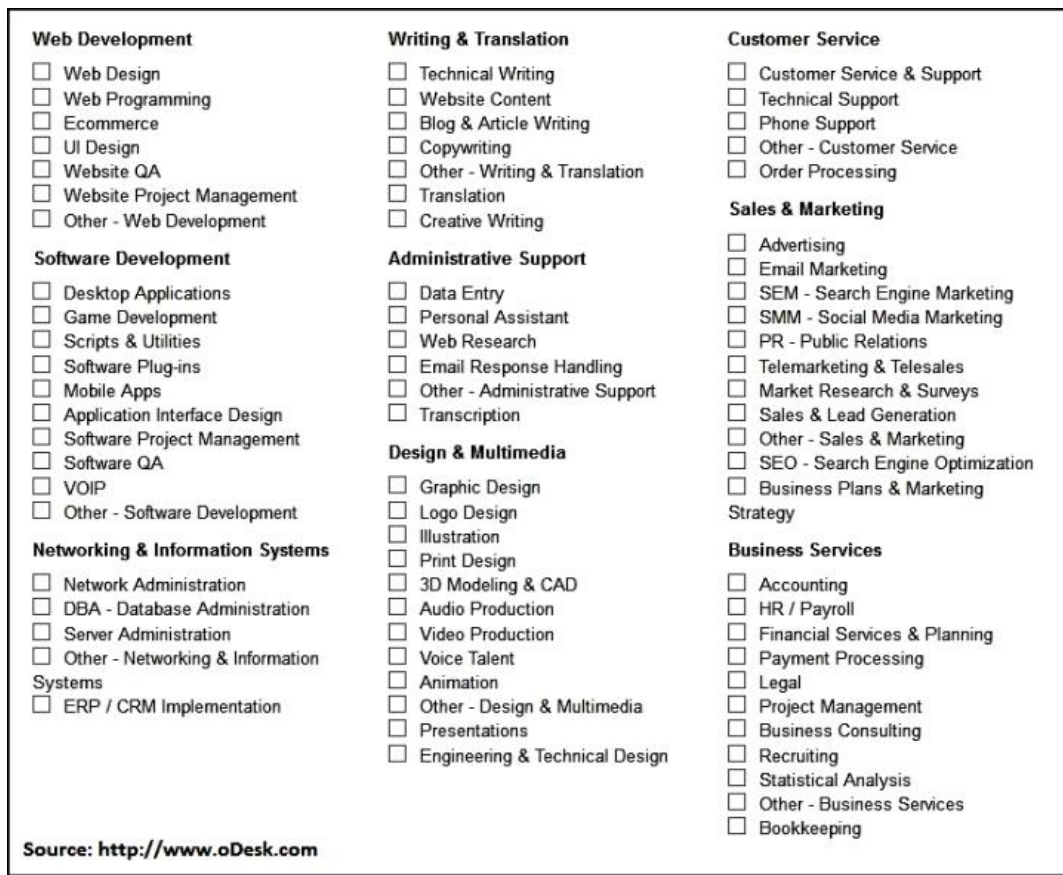 Web Development
☐ Web Design
☐ Web Programming
☐ Ecommerce
☐ UI Design
☐ Website QA
☐ Website Project Management
☐ Other - Web Development
Software Development
☐ Desktop Applications
☐ Game Development
☐ Scripts & Utilities
☐ Software Plug-ins
☐ Mobile Apps
☐ Application Interface Design
☐ Software Project Management
☐ Software QA
☐ VOIP
☐ Other - Software Development
Networking & Information Systems
☐ Network Administration
☐ DBA - Database Administration
☐ Server Administration
☐ Other - Networking & Information
Systems
☐ ERP / CRM Implementation
Writing & Translation
☐ Technical Writing
☐ Website Content
☐ Blog & Article Writing
☐ Copywriting
☐ Other - Writing & Translation
☐ Translation
☐ Creative Writing
Administrative Support
☐ Data Entry
☐ Personal Assistant
☐ Web Research
☐ Email Response Handling
☐ Other - Administrative Support
☐ Transcription
Design & Multimedia
☐ Graphic Design
☐ Logo Design
☐ Illustration
☐ Print Design
☐ 3D Modeling & CAD
☐ Audio Production
☐ Video Production
☐ Voice Talent
☐ Animation
☐ Other - Design & Multimedia
☐ Presentations
☐ Engineering & Technical Design
Customer Service
☐ Customer Service & Support
☐ Technical Support
☐ Phone Support
☐ Other - Customer Service
☐ Order Processing
Sales & Marketing
☐ Advertising
☐ Email Marketing
☐ SEM - Search Engine Marketing
☐ SMM - Social Media Marketing
☐ PR - Public Relations
☐ Telemarketing & Telesales
☐ Market Research & Surveys
☐ Sales & Lead Generation
☐ Other - Sales & Marketing
☐ SEO - Search Engine Optimization
☐ Business Plans & Marketing
Strategy
Business Services
☐ Accounting
☐ HR / Payroll
☐ Financial Services & Planning
☐ Payment Processing
☐ Legal
☐ Project Management
☐ Business Consulting
☐ Recruiting
☐ Statistical Analysis
☐ Other - Business Services
☐ Bookkeeping
Source: http://www.oDesk.com